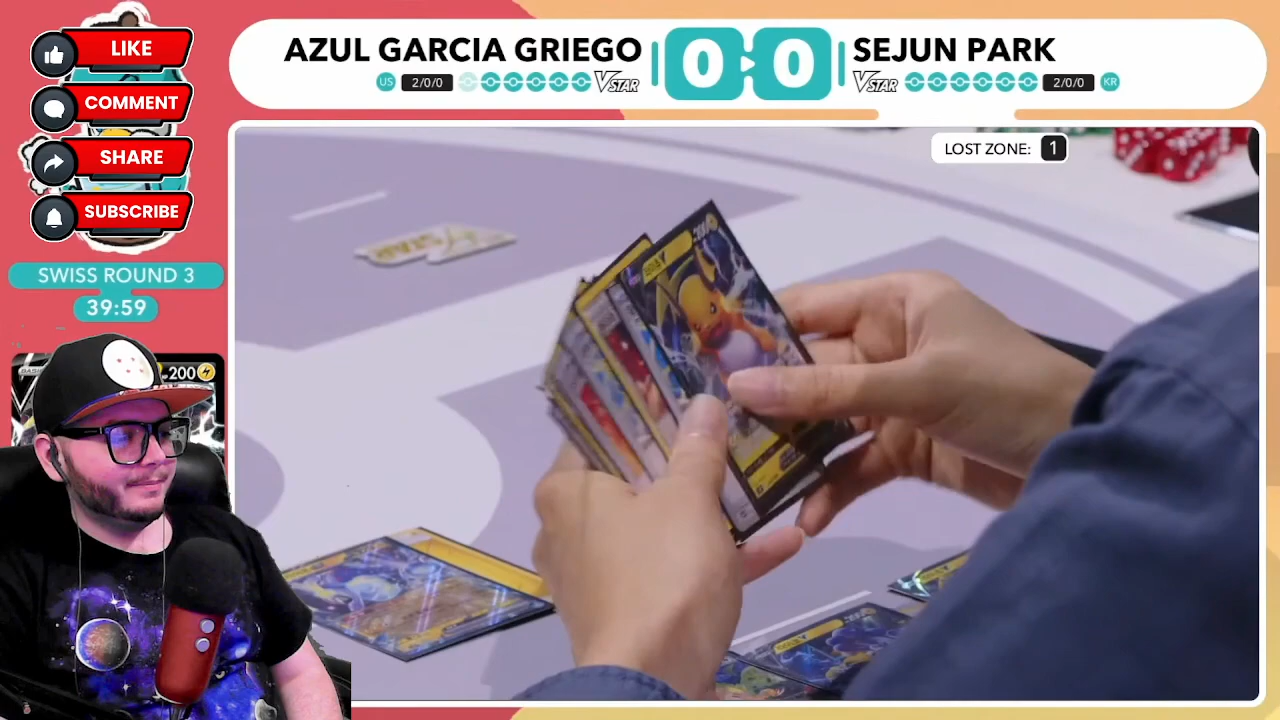 LIKE
COMMENT
SHARE
SUBSCRIBE
SWISS ROUND 3
39:59
200
AZUL GARCIA GRIEGO
0 0
SEJUN PARK
US 2/0/0 VSTAR
VSTAR 2/0/0 KR
LOST ZONE: 1